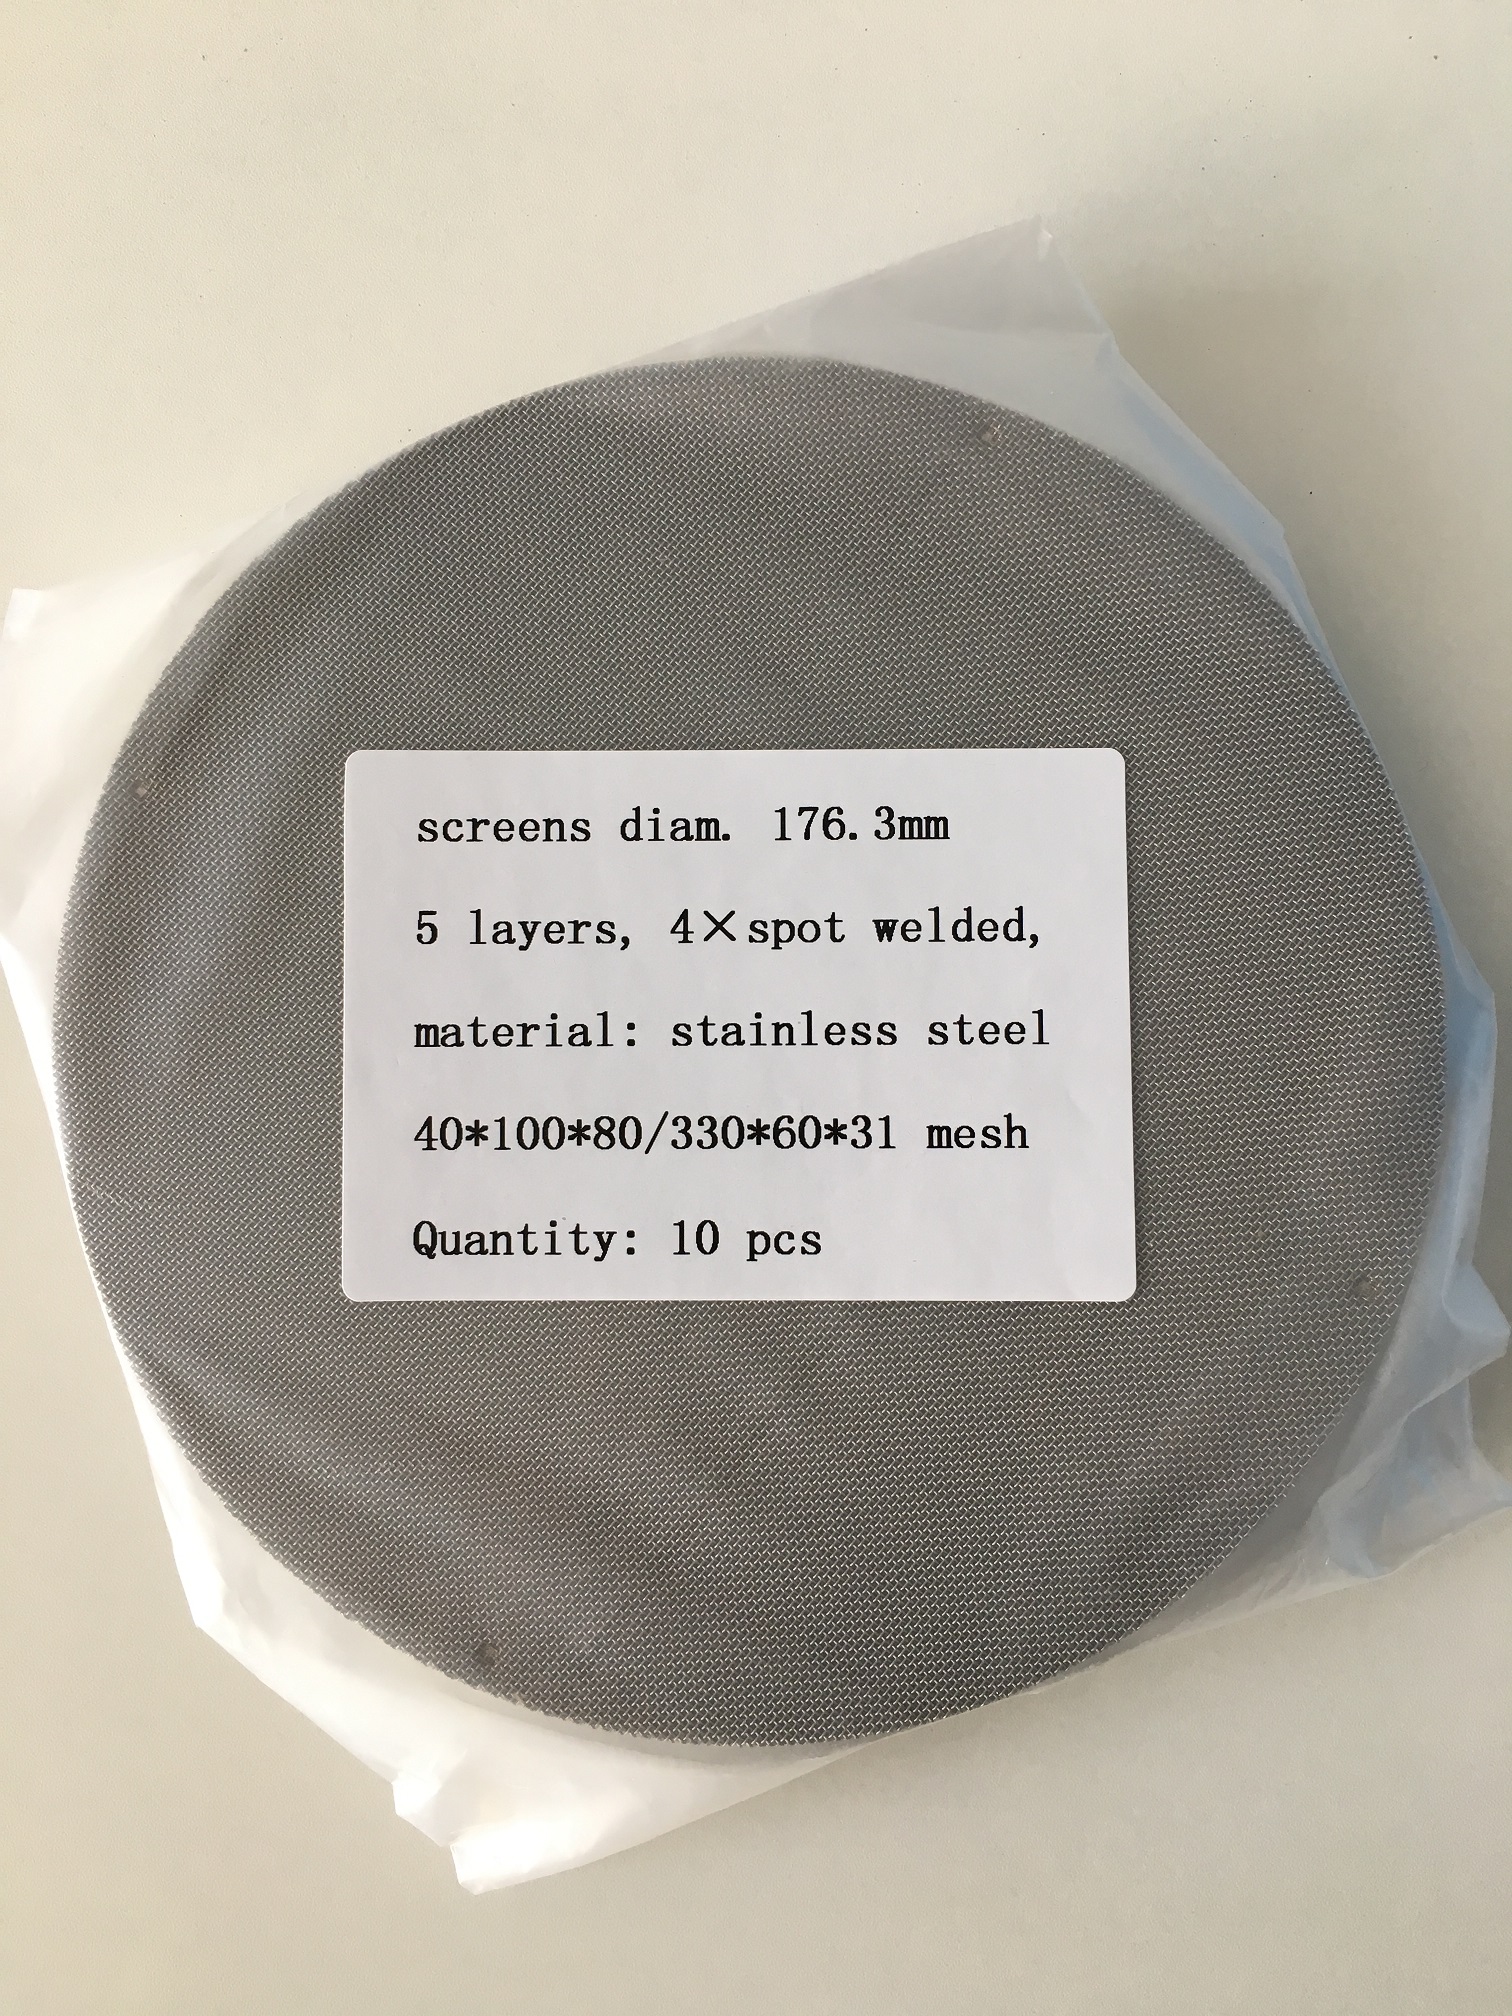 screens diam. 176.3mm
5 layers, 4×spot welded,
material: stainless steel
40*100*80/330*60*31 mesh
Quantity: 10 pcs